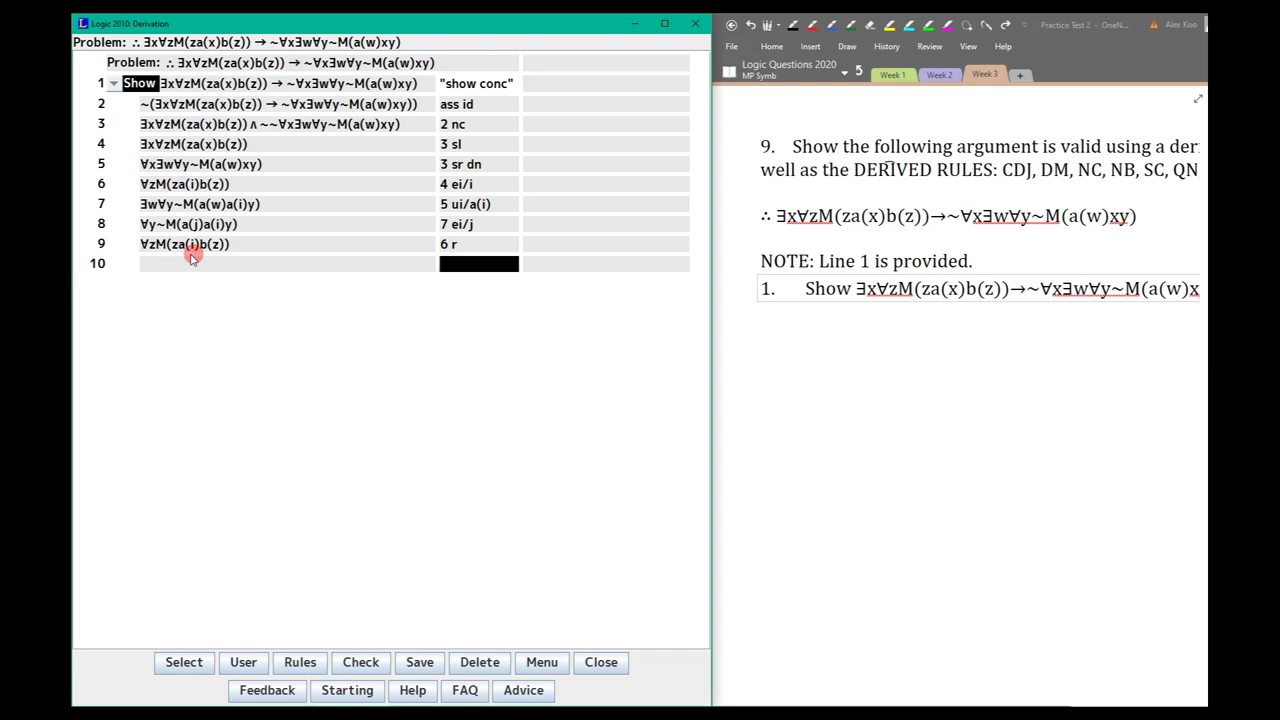 Logic 2010: Derivation
Problem: ∴ ∃x∀zM(za(x)b(z)) → ~∀x∃w∀y~M(a(w)xy)
Problem: ∴ ∃x∀zM(za(x)b(z)) → ~∀x∃w∀y~M(a(w)xy)
1 Show ∃x∀zM(za(x)b(z)) → ~∀x∃w∀y~M(a(w)xy) "show conc"
2 ~(∃x∀zM(za(x)b(z)) → ~∀x∃w∀y~M(a(w)xy)) ass id
3 ∃x∀zM(za(x)b(z)) ∧ ~~∀x∃w∀y~M(a(w)xy) 2 nc
4 ∃x∀zM(za(x)b(z)) 3 sl
5 ∀x∃w∀y~M(a(w)xy) 3 sr dn
6 ∀zM(za(i)b(z)) 4 ei/i
7 ∃w∀y~M(a(w)a(i)y) 5 ui/a(i)
8 ∀y~M(a(j)a(i)y) 7 ei/j
9 ∀zM(za(i)b(z)) 6 r
10
Select User Rules Check Save Delete Menu Close
Feedback Starting Help FAQ Advice
Practice Test 2 - OneN... Alex Koo
File Home Insert Draw History Review View Help
Logic Questions 2020
MP Symb
Week 1 Week 2 Week 3 +
9. Show the following argument is valid using a der
well as the DERIVED RULES: CDJ, DM, NC, NB, SC, QN
∴ ∃x∀zM(za(x)b(z))→~∀x∃w∀y~M(a(w)xy)
NOTE: Line 1 is provided.
1. Show ∃x∀zM(za(x)b(z))→~∀x∃w∀y~M(a(w)x